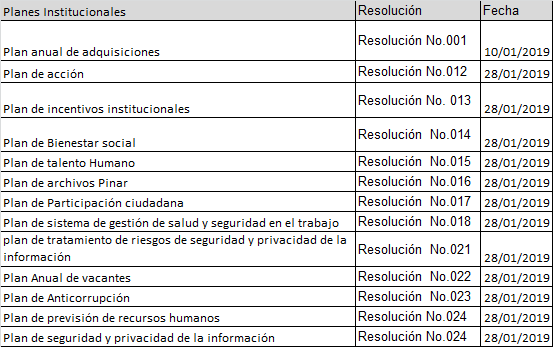 Planes Institucionales Resolución Fecha
Plan anual de adquisiciones Resolución No.001 10/01/2019
Plan de acción Resolución No.012 28/01/2019
Plan de incentivos institucionales Resolución No. 013 28/01/2019
Plan de Bienestar social Resolución No.014 28/01/2019
Plan de talento Humano Resolución No.015 28/01/2019
Plan de archivos Pinar Resolución No.016 28/01/2019
Plan de Participación ciudadana Resolución No.017 28/01/2019
Plan de sistema de gestión de salud y seguridad en el trabajo Resolución No.018 28/01/2019
plan de tratamiento de riesgos de seguridad y privacidad de la
información Resolución No.021 28/01/2019
Plan Anual de vacantes Resolución No.022 28/01/2019
Plan de Anticorrupción Resolución No.023 28/01/2019
Plan de previsión de recursos humanos Resolución No.024 28/01/2019
Plan de seguridad y privacidad de la información Resolución No.024 28/01/2019